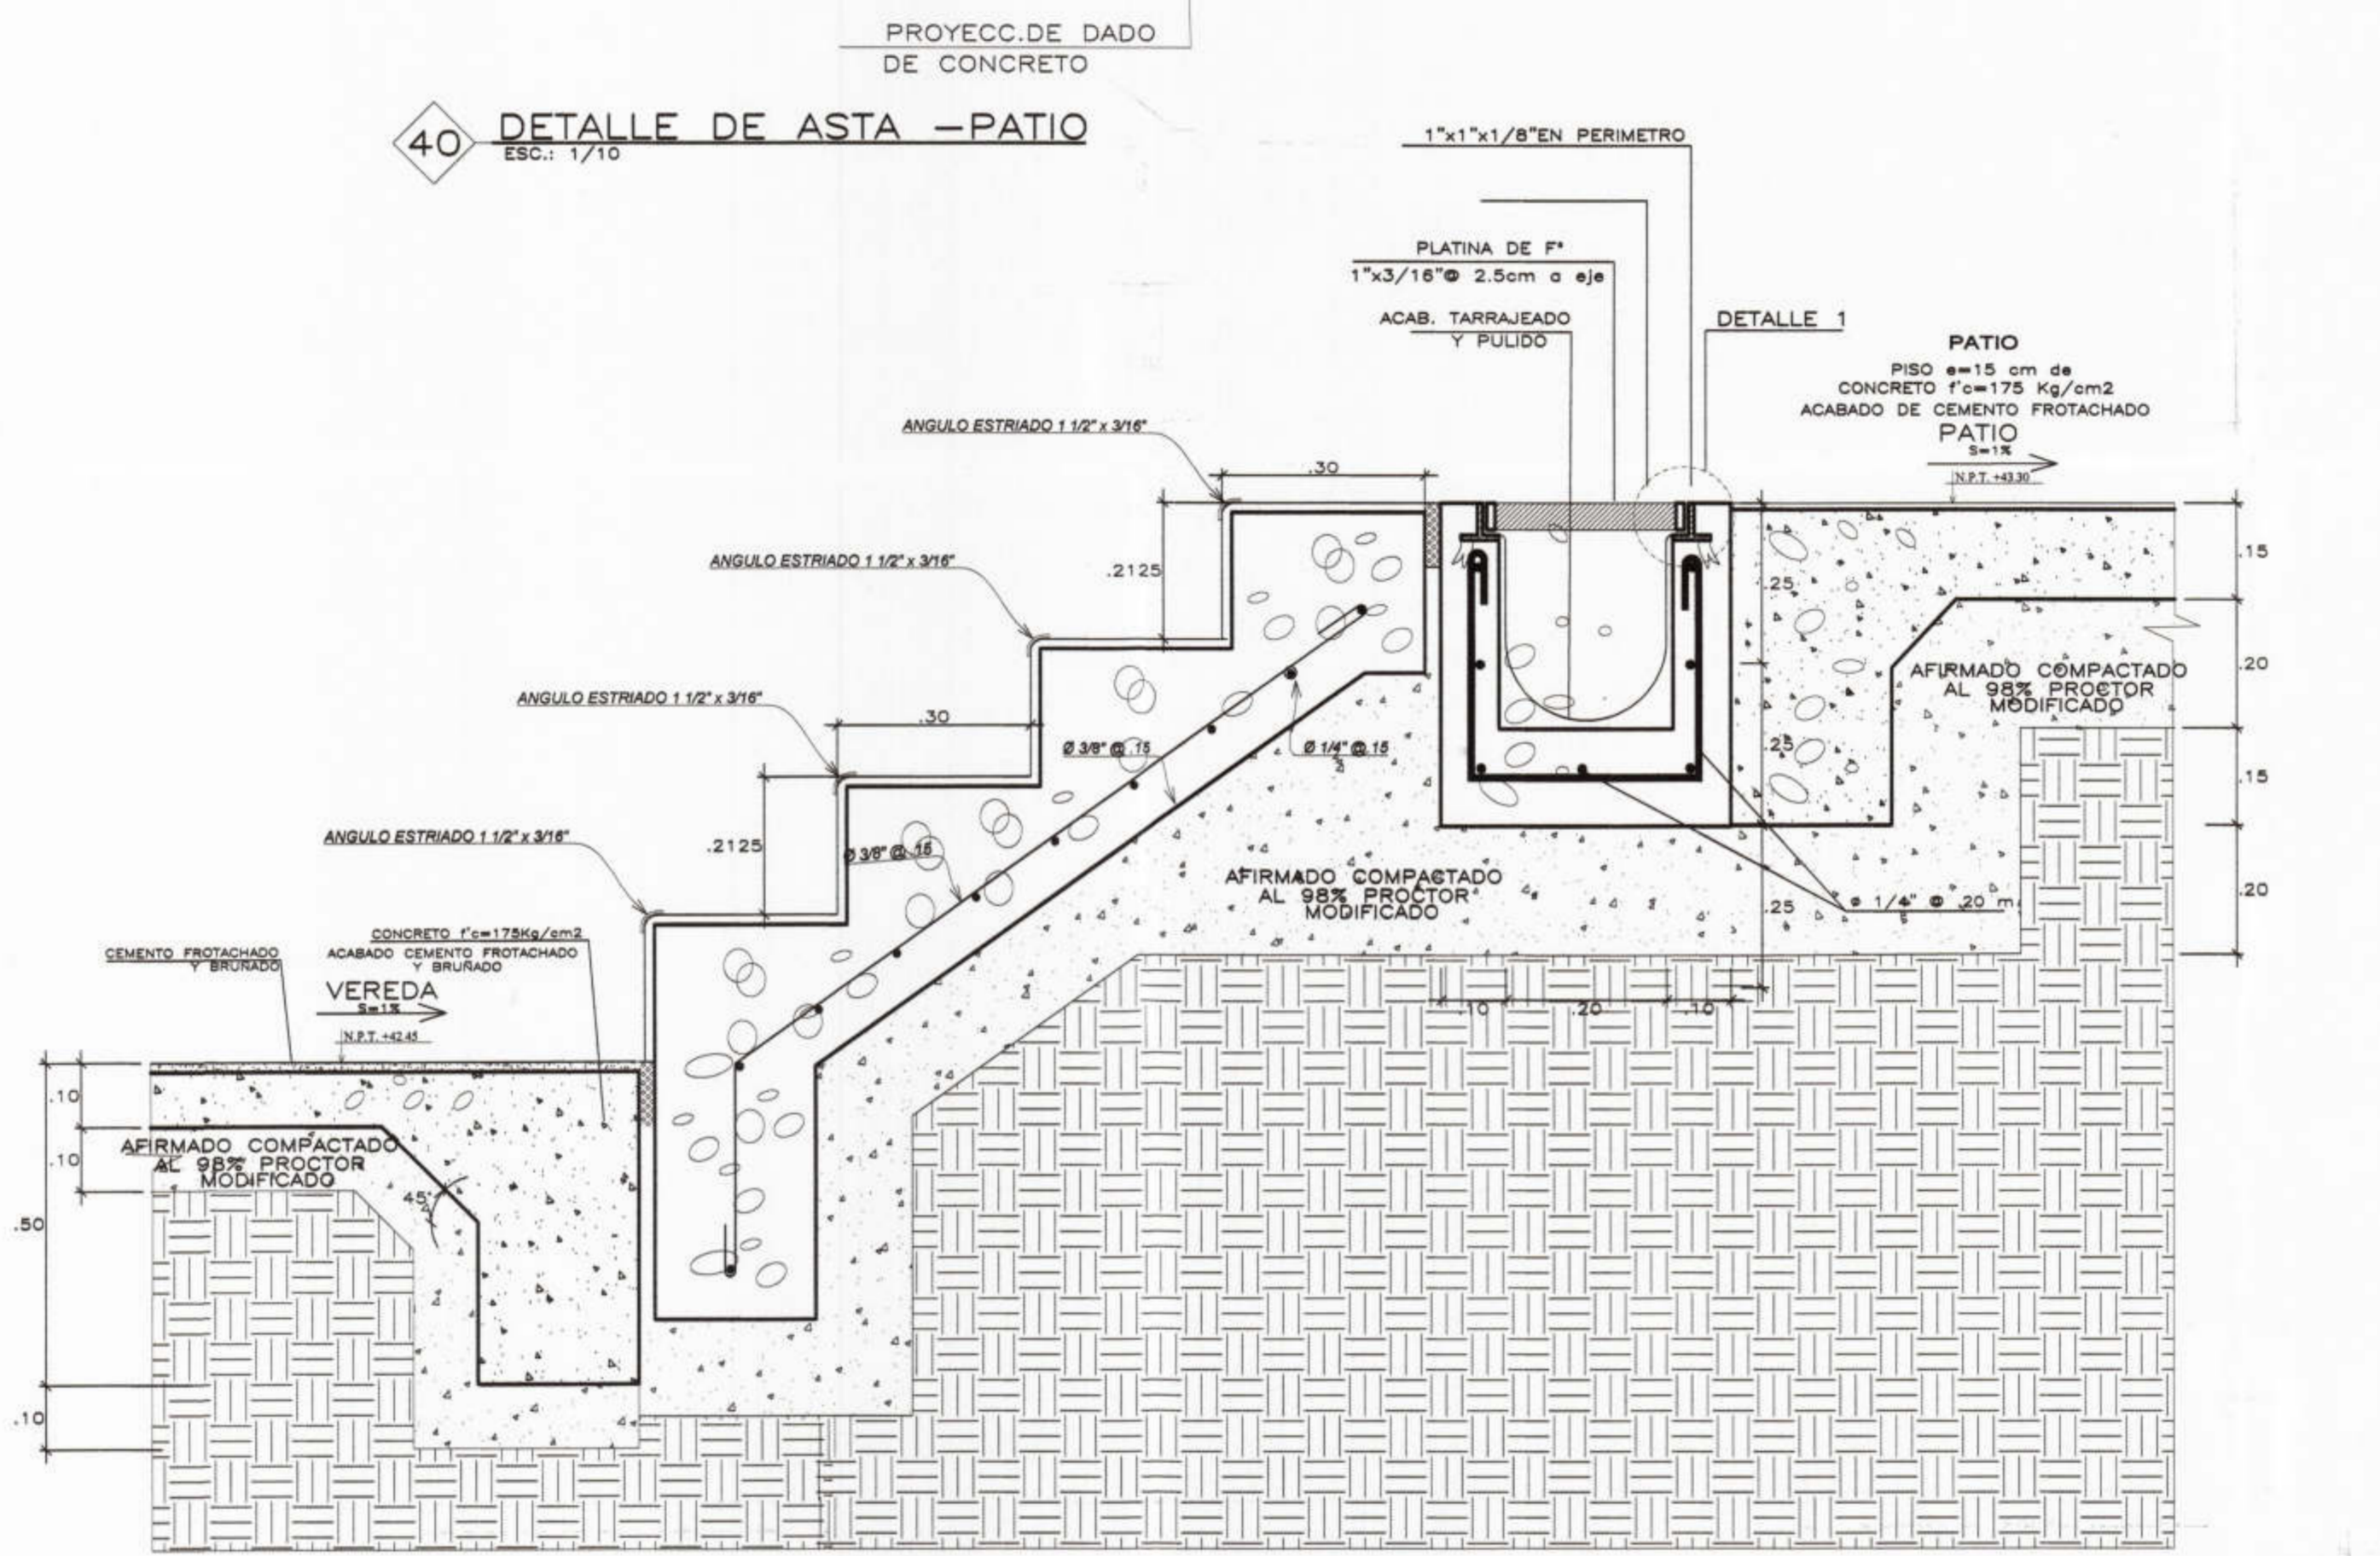 PROYECC.DE DADO
DE CONCRETO
40
DETALLE DE ASTA -PATIO
ESC.: 1/10
1"x1"x1/8"EN PERIMETRO
PLATINA DE F°
1"x3/16"@ 2.5cm a eje
ACAB. TARRAJEADO
Y PULIDO
DETALLE 1
PATIO
PISO e=15 cm de
CONCRETO f'c=175 Kg/cm2
ACABADO DE CEMENTO FROTACHADO
PATIO
S=1%
N.P.T. +43.30
ANGULO ESTRIADO 1 1/2" x 3/16"
.30
ANGULO ESTRIADO 1 1/2" x 3/16"
.2125
.25
.15
ANGULO ESTRIADO 1 1/2" x 3/16"
.30
AFIRMADO COMPACTADO
AL 98% PROCTOR
MODIFICADO
.20
Ø 3/8" @ .15
Ø 1/4" @ .15
.25
.15
ANGULO ESTRIADO 1 1/2" x 3/16"
.2125
Ø 3/8" @ .15
AFIRMADO COMPACTADO
AL 98% PROCTOR
MODIFICADO
.25
ø 1/4" @ .20 m
.20
CEMENTO FROTACHADO
Y BRUÑADO
CONCRETO f'c=175Kg/cm2
ACABADO CEMENTO FROTACHADO
Y BRUÑADO
VEREDA
S=1%
N.P.T. +42.45
.10
.20
.10
.10
.10
AFIRMADO COMPACTADO
AL 98% PROCTOR
MODIFICADO
45°
.50
.10